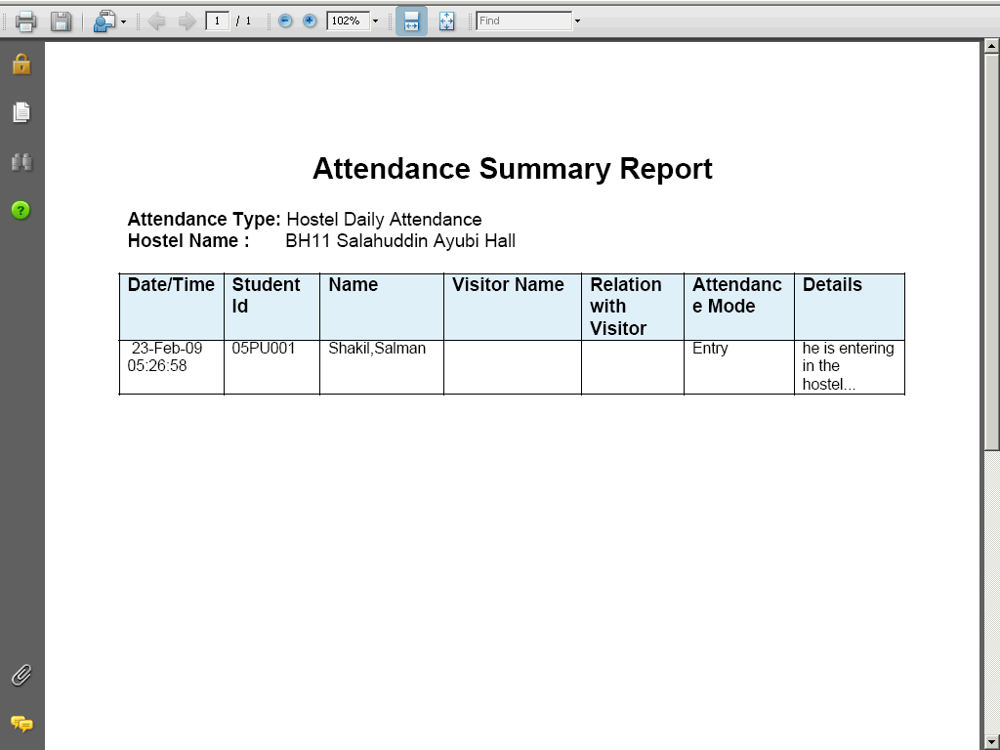 1 / 1 102% Find
Attendance Summary Report
Attendance Type: Hostel Daily Attendance
Hostel Name : BH11 Salahuddin Ayubi Hall
Date/Time Student Name Visitor Name Relation Attendanc Details
Id with e Mode
Visitor
23-Feb-09 05PU001 Shakil,Salman Entry he is entering
05:26:58 in the
hostel...